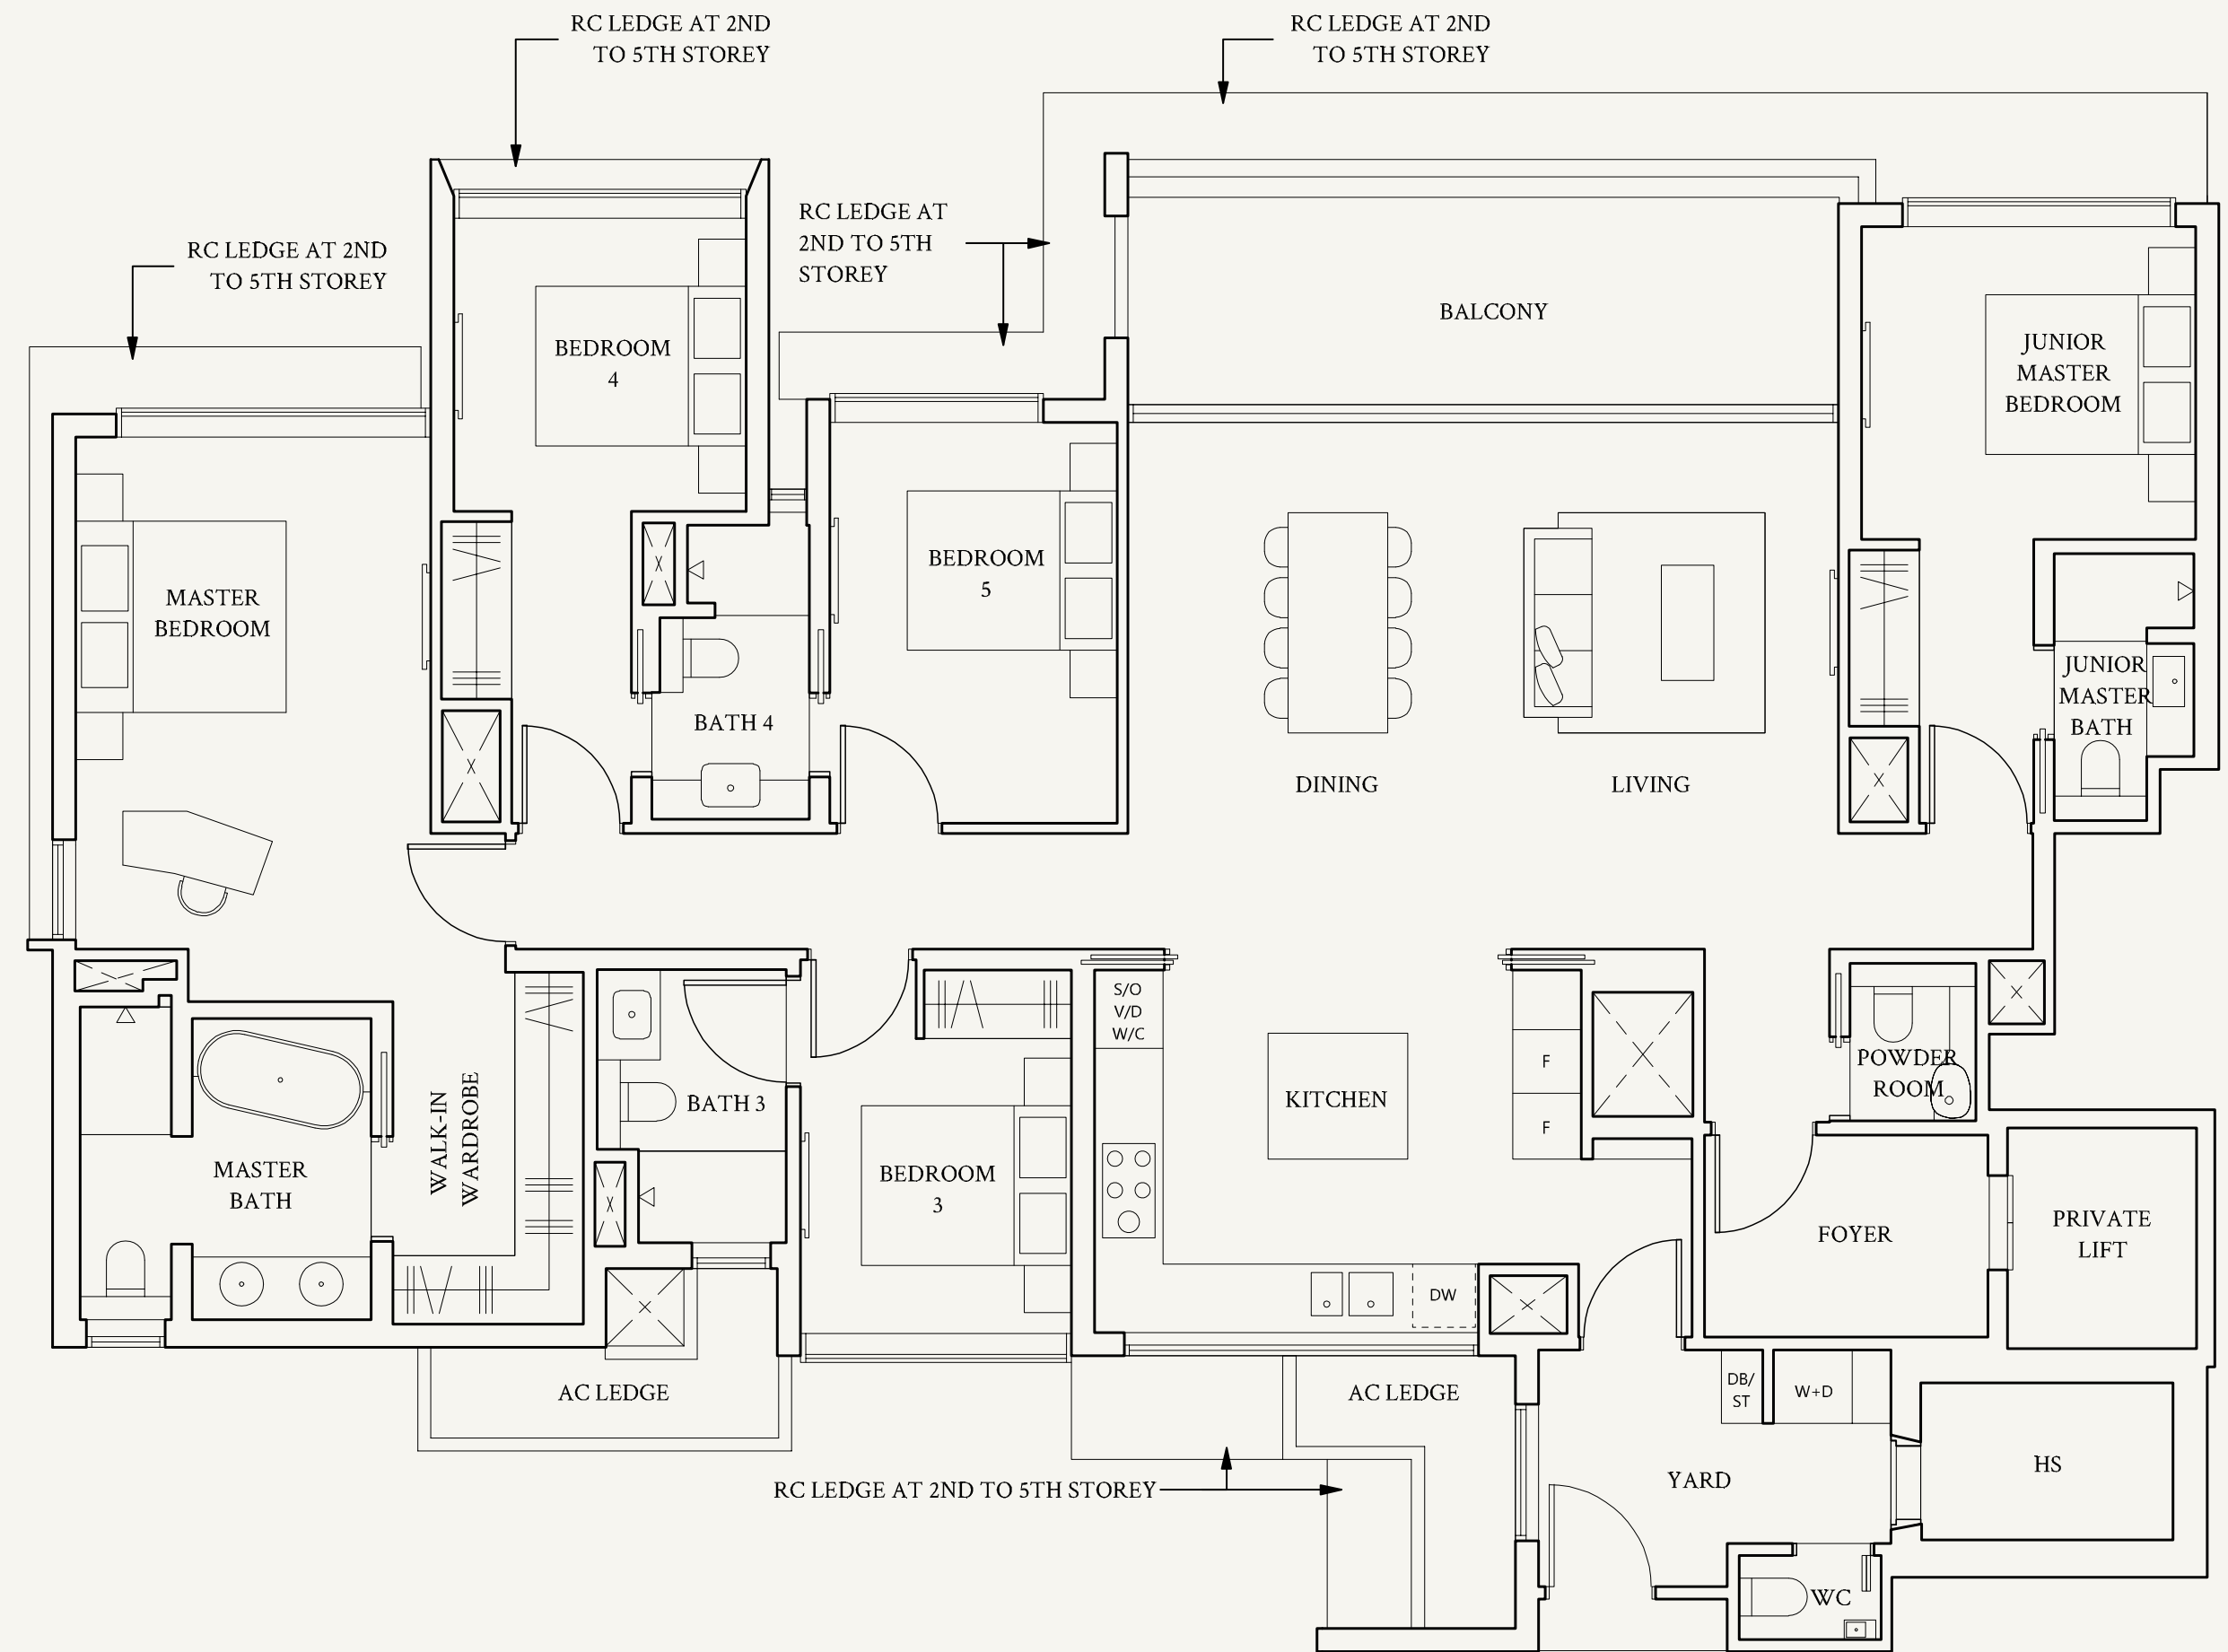 RC LEDGE AT 2ND
TO 5TH STOREY
RC LEDGE AT 2ND
TO 5TH STOREY
RC LEDGE AT
2ND TO 5TH
STOREY
RC LEDGE AT 2ND
TO 5TH STOREY
BALCONY
BEDROOM
4
JUNIOR
MASTER
BEDROOM
MASTER
BEDROOM
BEDROOM
5
JUNIOR
MASTER
BATH
BATH 4
DINING
LIVING
S/O
V/D
W/C
F
F
KITCHEN
POWDER
ROOM
BATH 3
WALK-IN
WARDROBE
MASTER
BATH
BEDROOM
3
FOYER
PRIVATE
LIFT
DW
AC LEDGE
AC LEDGE
DB/
ST
W+D
YARD
HS
RC LEDGE AT 2ND TO 5TH STOREY
WC